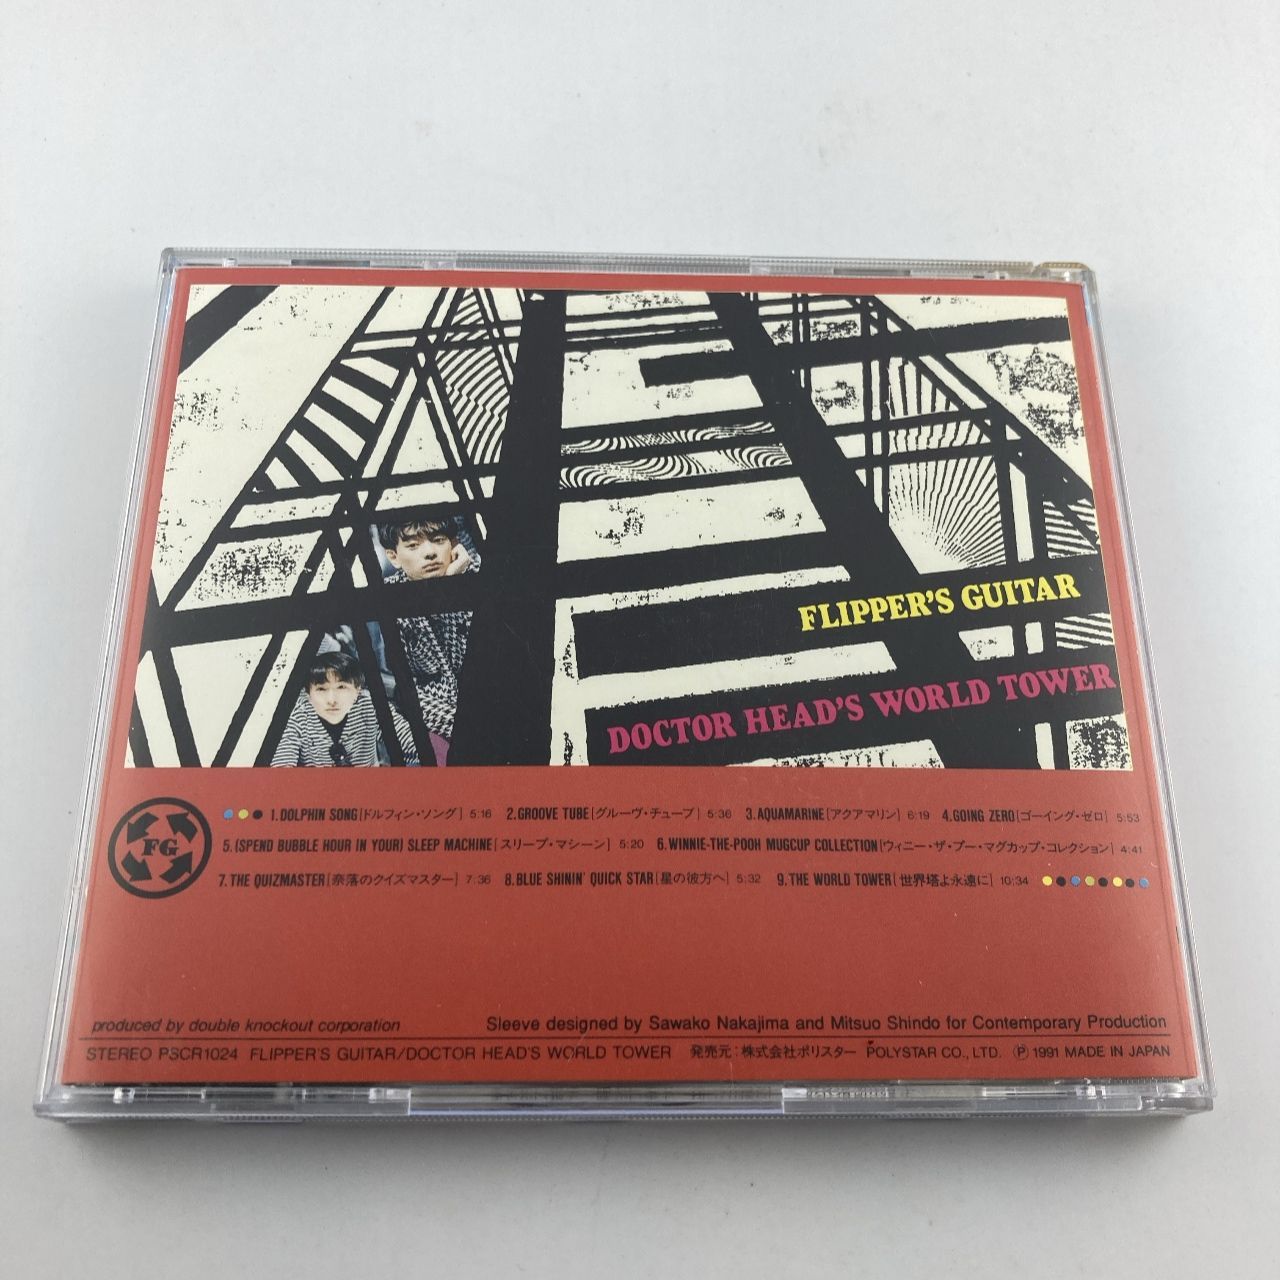 FLIPPER'S GUITAR
DOCTOR HEAD'S WORLD TOWER
FG
1.DOLPHIN SONG[ドルフィン・ソング] 5:16 2.GROOVE TUBE[グルーヴ・チューブ] 5:36 3.AQUAMARINE[アクアマリン] 6:19 4.GOING ZERO[ゴーイング・ゼロ] 5:53
5.(SPEND BUBBLE HOUR IN YOUR) SLEEP MACHINE[スリープ・マシーン] 5:20 6.WINNIE-THE-POOH MUGCUP COLLECTION[ウィニー・ザ・プー・マグカップ・コレクション] 4:41
7.THE QUIZMASTER[奈落のクイズマスター] 7:36 8.BLUE SHININ' QUICK STAR[星の彼方へ] 5:32 9.THE WORLD TOWER[世界塔よ永遠に] 10:34
produced by double knockout corporation Sleeve designed by Sawako Nakajima and Mitsuo Shindo for Contemporary Production
STEREO PSCR1024 FLIPPER'S GUITAR/DOCTOR HEAD'S WORLD TOWER 発売元:株式会社ポリスター POLYSTAR CO., LTD. Ⓟ 1991 MADE IN JAPAN